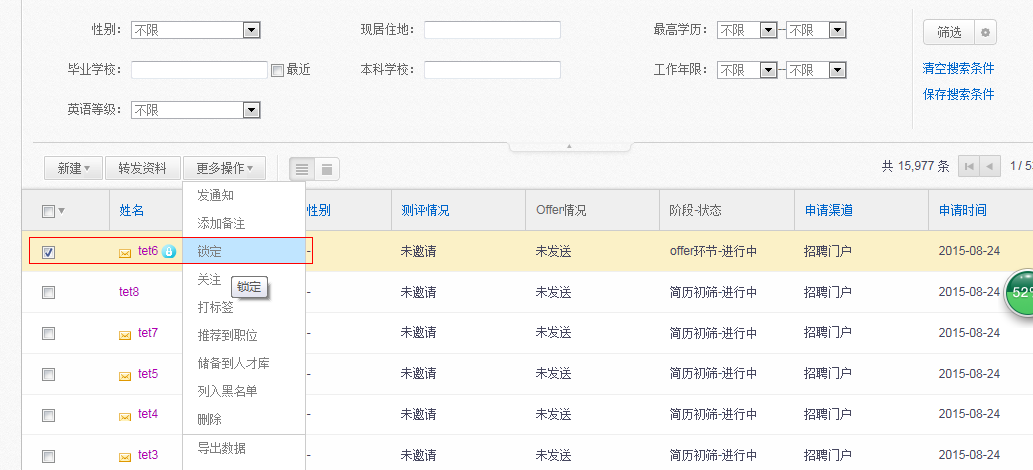 性别： 不限 现居住地： 最高学历： 不限 - 不限 筛选
毕业学校： 最近 本科学校： 工作年限： 不限 - 不限 清空搜索条件
保存搜索条件
英语等级： 不限
新建 转发资料 更多操作 共 15,977 条
姓名 性别 测评情况 Offer情况 阶段-状态 申请渠道 申请时间
发通知
添加备注
tet6 锁定 - 未邀请 未发送 offer环节-进行中 招聘门户 2015-08-24
关注
锁定
tet8 - 未邀请 未发送 简历初筛-进行中 招聘门户 2015-08-24
52%
打标签
tet7 推荐到职位 - 未邀请 未发送 简历初筛-进行中 招聘门户 2015-08-24
储备到人才库
tet5 - 未邀请 未发送 简历初筛-进行中 招聘门户 2015-08-24
列入黑名单
tet4 删除 - 未邀请 未发送 简历初筛-进行中 招聘门户 2015-08-24
tet3 导出数据 - 未邀请 未发送 简历初筛-进行中 招聘门户 2015-08-24